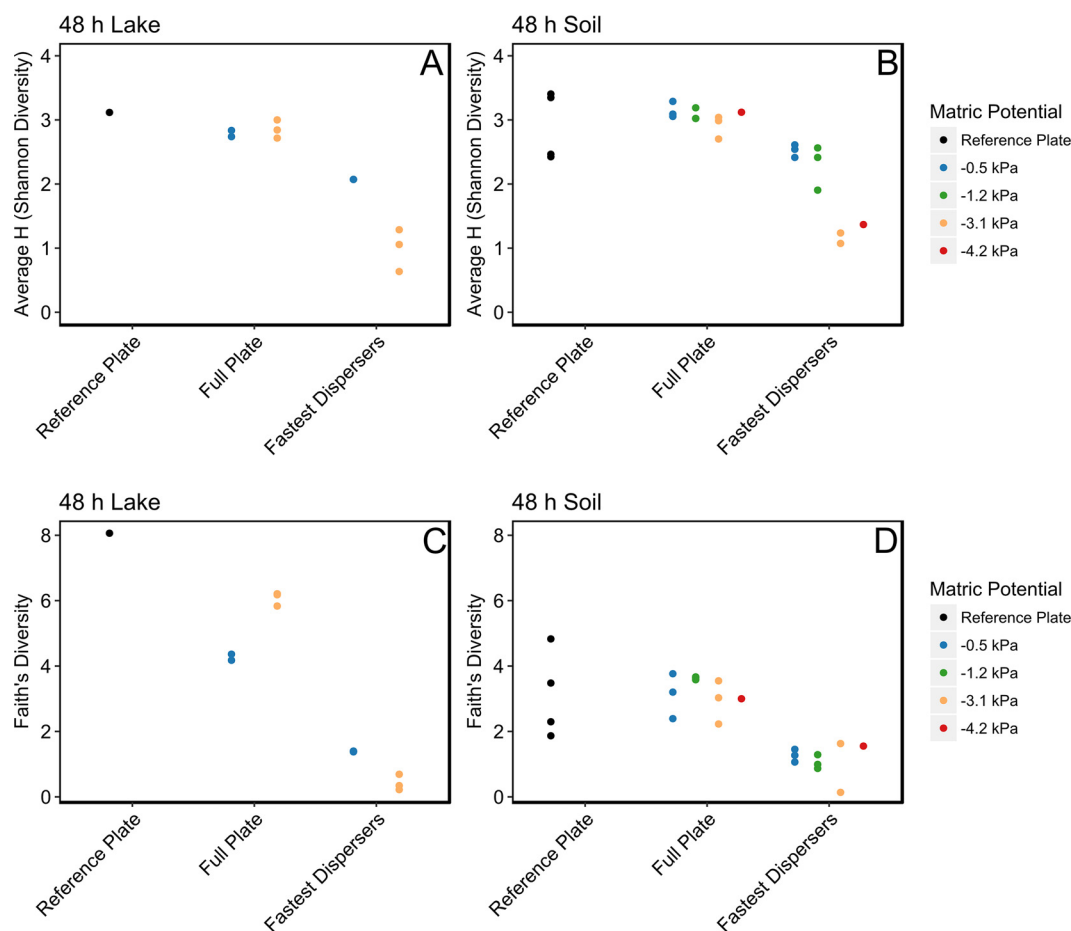 48 h Lake
A
Average H (Shannon Diversity)
4
3
2
1
0
Reference Plate
Full Plate
Fastest Dispersers
48 h Soil
B
Average H (Shannon Diversity)
4
3
2
1
0
Reference Plate
Full Plate
Fastest Dispersers
Matric Potential
Reference Plate
-0.5 kPa
-1.2 kPa
-3.1 kPa
-4.2 kPa
48 h Lake
C
Faith's Diversity
8
6
4
2
0
Reference Plate
Full Plate
Fastest Dispersers
48 h Soil
D
Faith's Diversity
8
6
4
2
0
Reference Plate
Full Plate
Fastest Dispersers
Matric Potential
Reference Plate
-0.5 kPa
-1.2 kPa
-3.1 kPa
-4.2 kPa